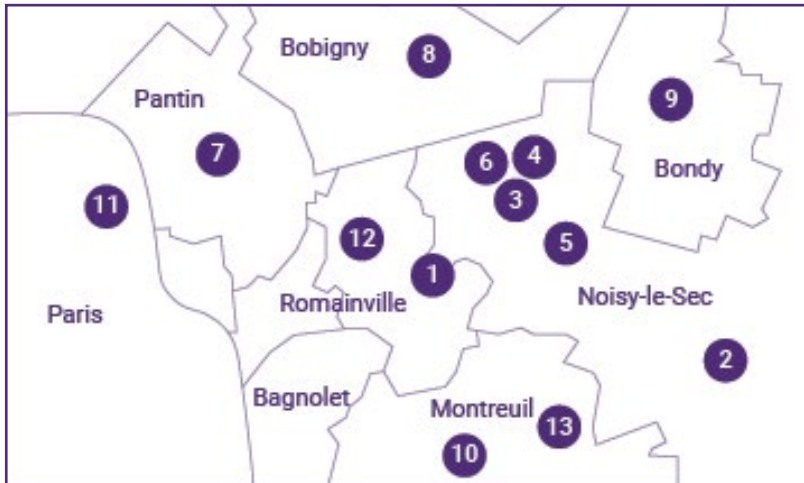 Bobigny
8
Pantin
9
7
6
4
Bondy
3
11
12
5
1
Romainville
Noisy-le-Sec
Paris
2
Bagnolet
Montreuil
13
10